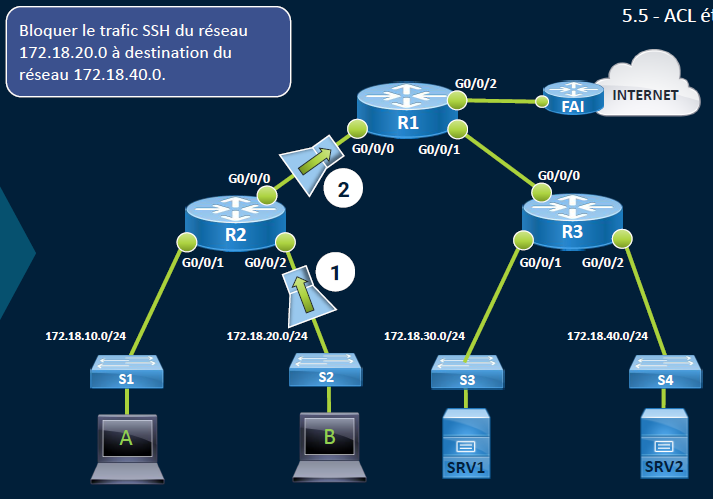 5.5 - ACL ét
Bloquer le trafic SSH du réseau
172.18.20.0 à destination du
réseau 172.18.40.0.
G0/0/2
FAI
INTERNET
R1
G0/0/0
G0/0/1
2
G0/0/0
G0/0/0
R2
R3
G0/0/1
G0/0/2
G0/0/1
G0/0/2
1
172.18.10.0/24
172.18.20.0/24
172.18.30.0/24
172.18.40.0/24
S1
S2
S3
S4
A
B
SRV1
SRV2